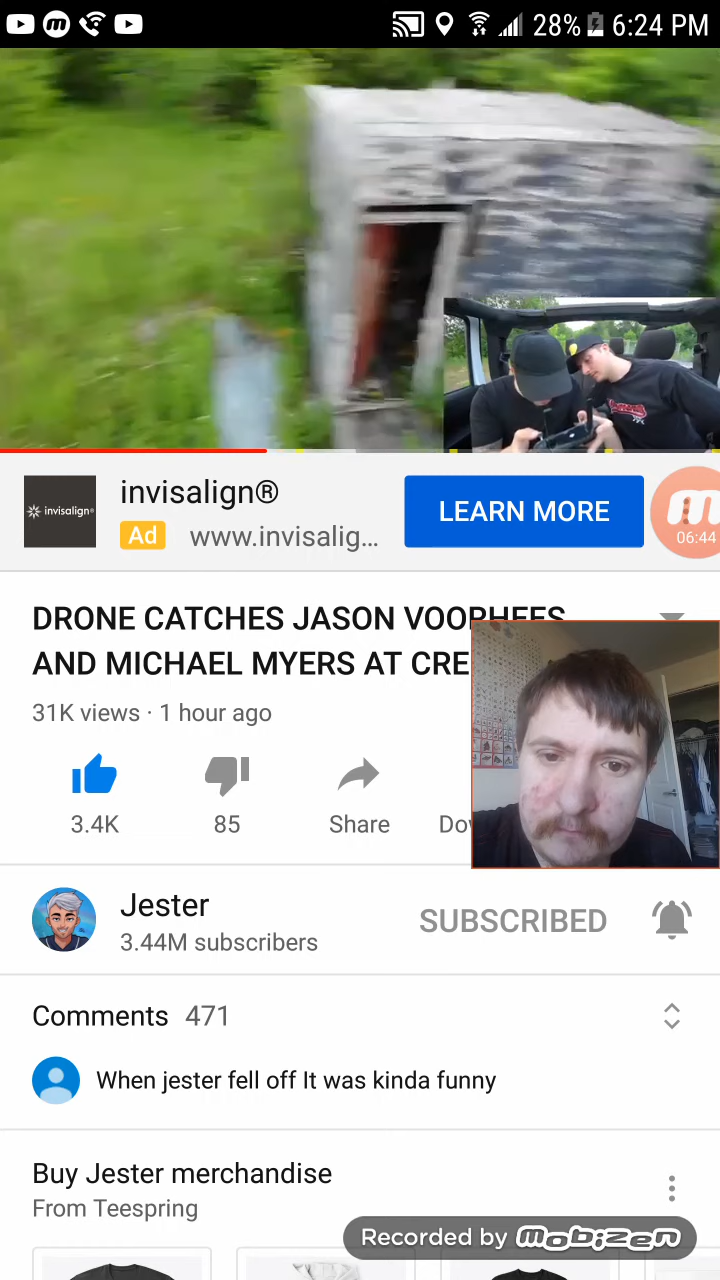 28% 6:24 PM
invisalign
invisalign®
Ad www.invisalig...
LEARN MORE
06:44
DRONE CATCHES JASON VOORHEES
AND MICHAEL MYERS AT CRE
31K views · 1 hour ago
3.4K 85 Share Dow
Jester
3.44M subscribers
SUBSCRIBED
Comments 471
When jester fell off It was kinda funny
Buy Jester merchandise
From Teespring
Recorded by mobizen